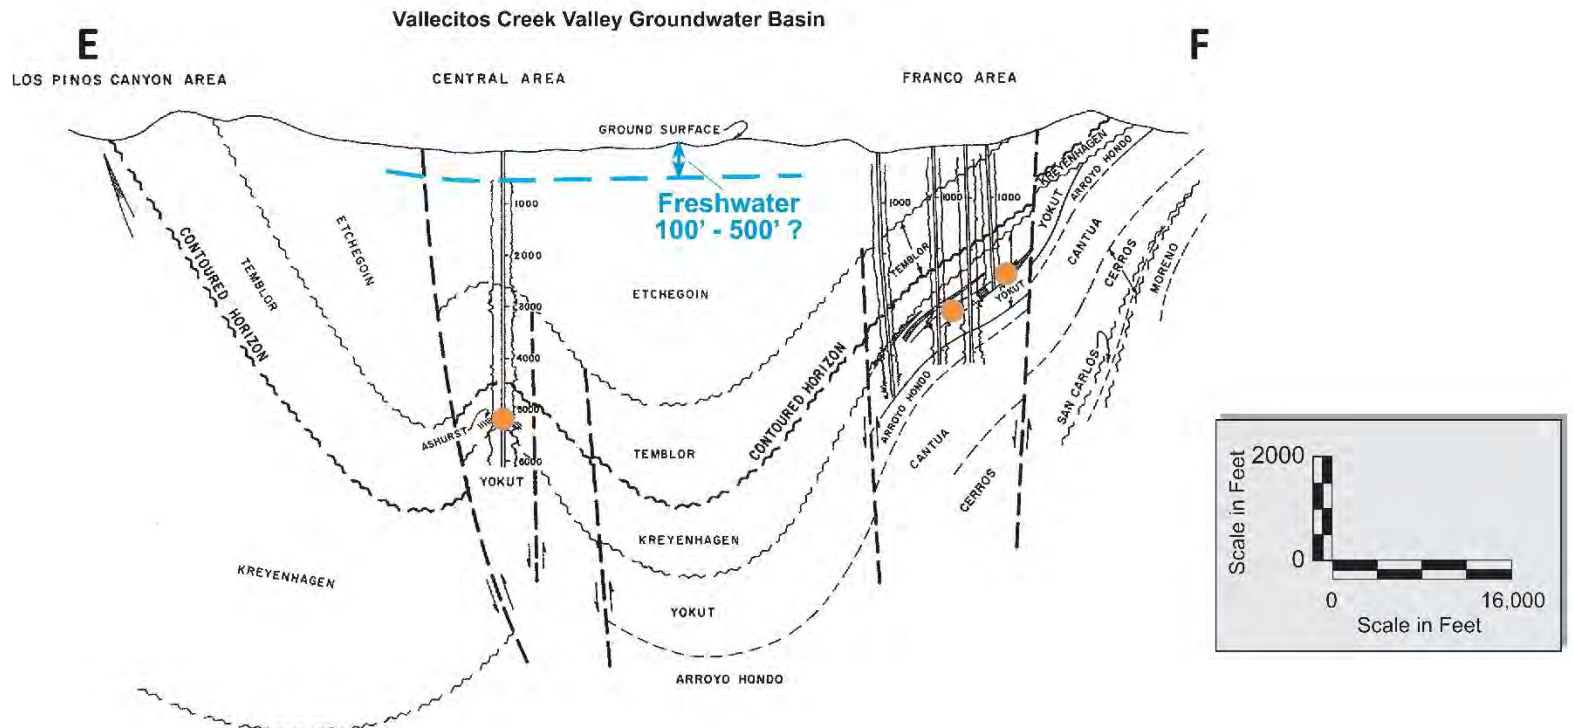 Vallecitos Creek Valley Groundwater Basin
E
F
LOS PINOS CANYON AREA
CENTRAL AREA
FRANCO AREA
GROUND SURFACE
Freshwater
100' - 500' ?
1000
2000
3000
4000
5000
6000
1000
1000
1000
CONTOURED HORIZON
TEMBLOR
ETCHEGOIN
ETCHEGOIN
TEMBLOR
CONTOURED HORIZON
KREYENHAGEN
ARROYO HONDO
YOKUT
CANTUA
CERROS
MORENO
YOKUT
SAN CARLOS
ARROYO HONDO
CANTUA
CERROS
ASHURST
YOKUT
TEMBLOR
KREYENHAGEN
KREYENHAGEN
YOKUT
ARROYO HONDO
2000
0
Scale in Feet
0
16,000
Scale in Feet